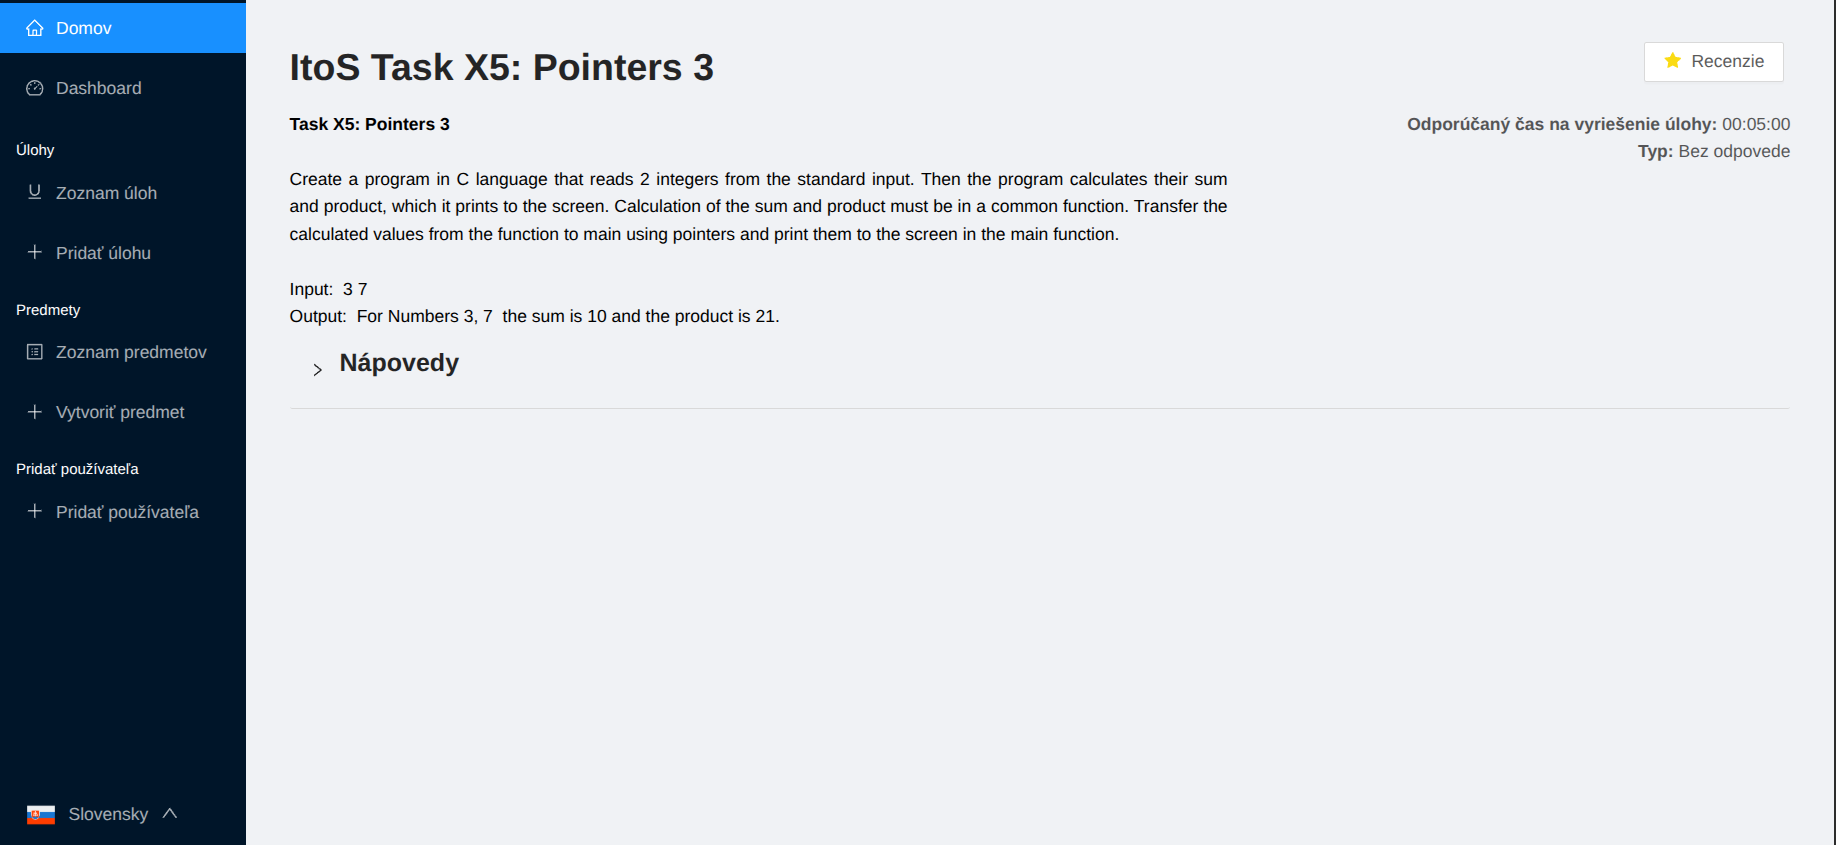 Domov
Dashboard
Úlohy
Zoznam úloh
Pridať úlohu
Predmety
Zoznam predmetov
Vytvoriť predmet
Pridať používateľa
Pridať používateľa
Slovensky
ItoS Task X5: Pointers 3
Recenzie
Task X5: Pointers 3
Odporúčaný čas na vyriešenie úlohy: 00:05:00
Typ: Bez odpovede
Create a program in C language that reads 2 integers from the standard input. Then the program calculates their sum
and product, which it prints to the screen. Calculation of the sum and product must be in a common function. Transfer the
calculated values from the function to main using pointers and print them to the screen in the main function.
Input:  3 7
Output:  For Numbers 3, 7  the sum is 10 and the product is 21.
Nápovedy